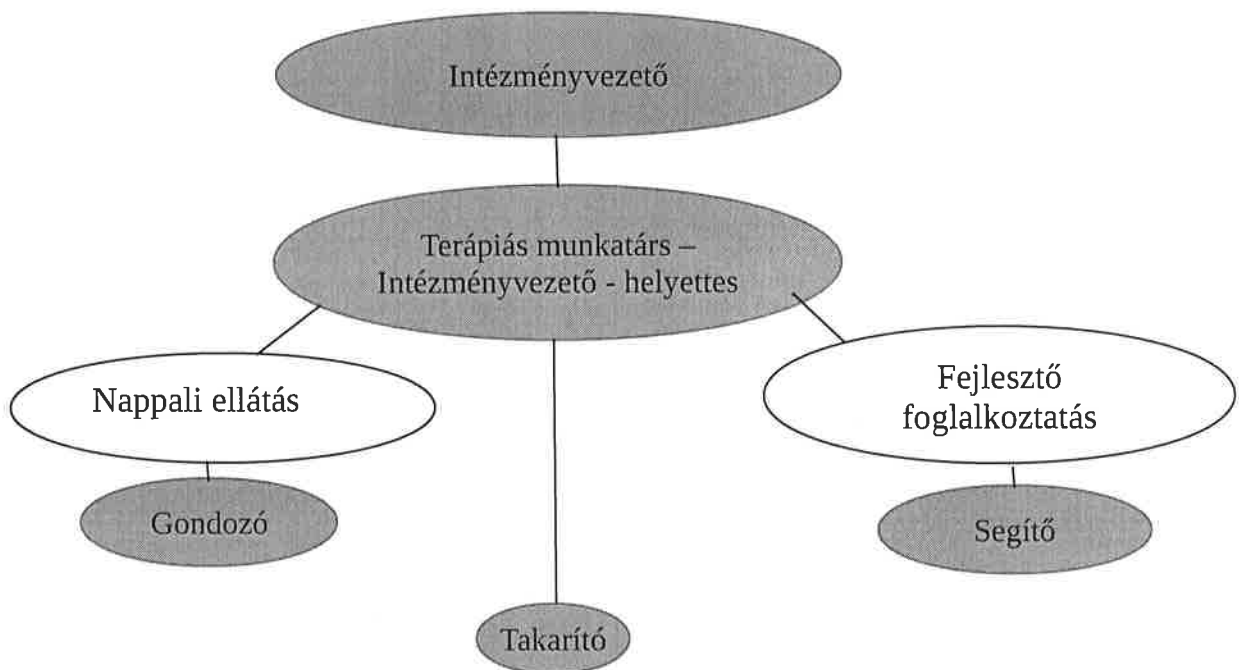 Intézményvezető
Terápiás munkatárs –
Intézményvezető - helyettes
Nappali ellátás
Fejlesztő
foglalkoztatás
Gondozó
Segítő
Takarító